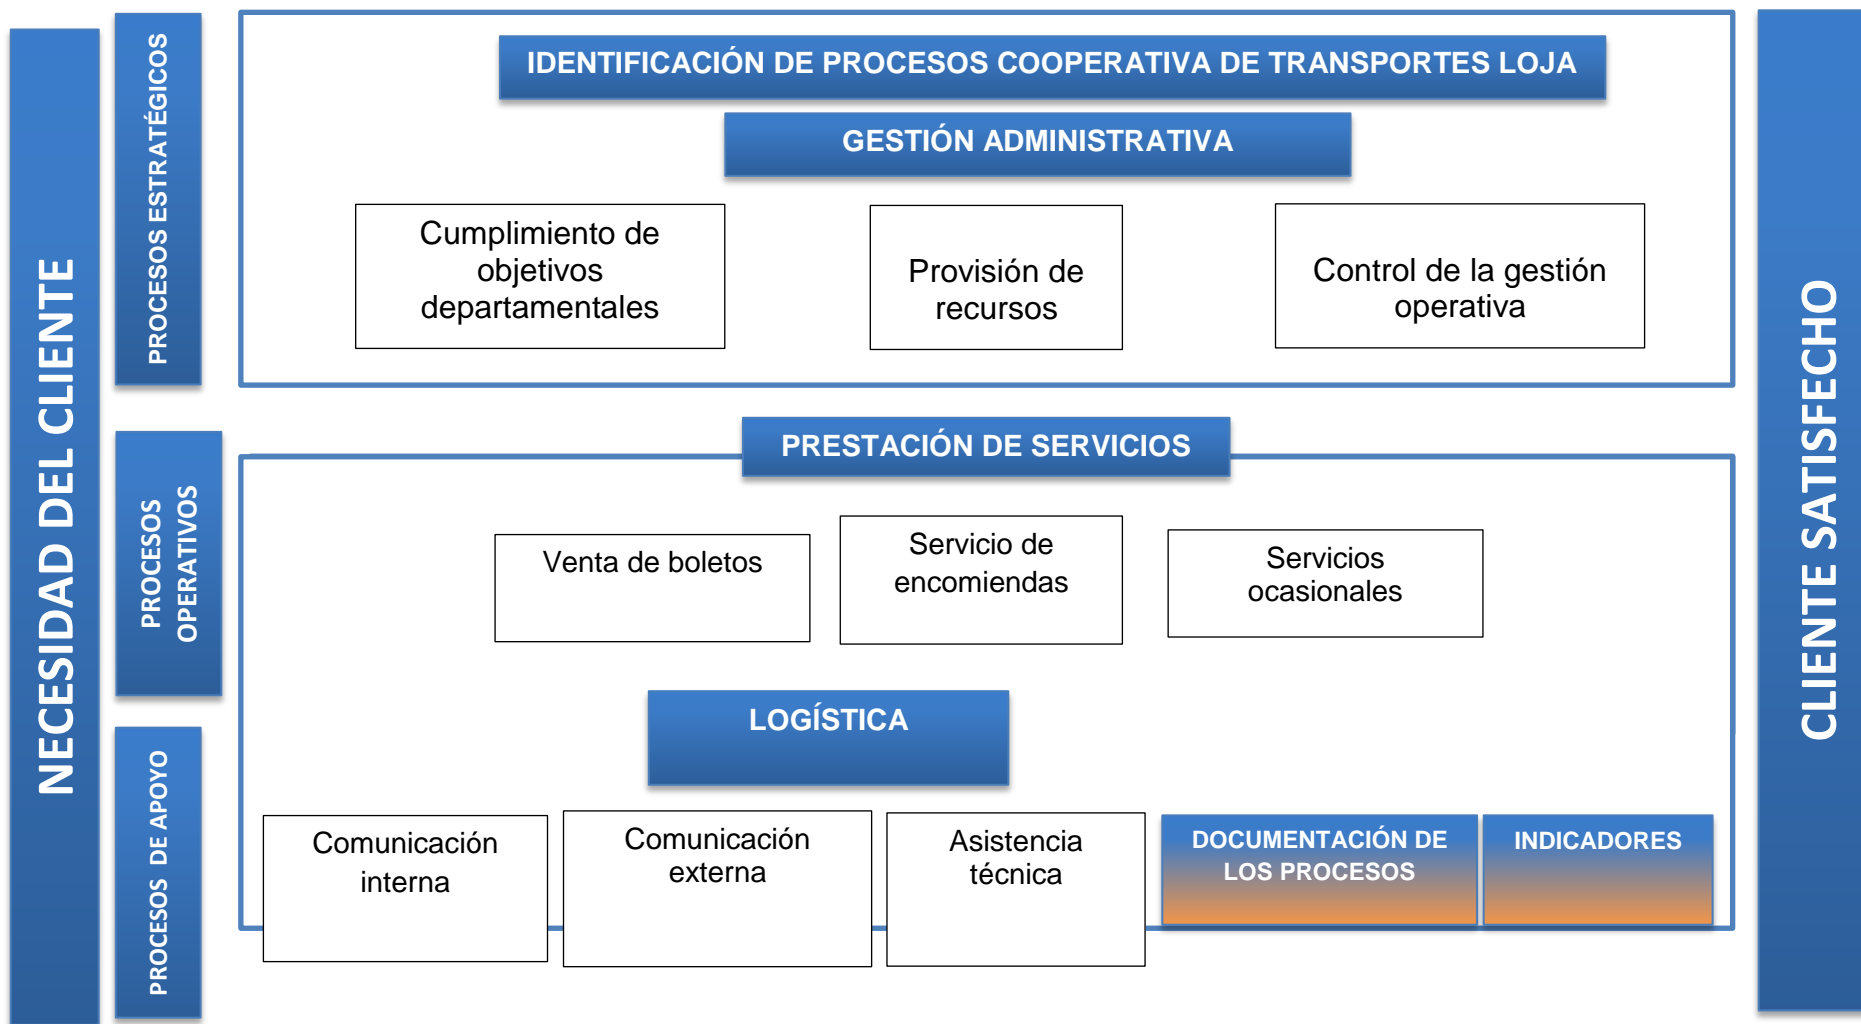 NECESIDAD DEL CLIENTE
PROCESOS ESTRATÉGICOS
IDENTIFICACIÓN DE PROCESOS COOPERATIVA DE TRANSPORTES LOJA
GESTIÓN ADMINISTRATIVA
Cumplimiento de
objetivos
departamentales
Provisión de
recursos
Control de la gestión
operativa
PROCESOS
OPERATIVOS
PRESTACIÓN DE SERVICIOS
Venta de boletos
Servicio de
encomiendas
Servicios
ocasionales
PROCESOS DE APOYO
LOGÍSTICA
Comunicación
interna
Comunicación
externa
Asistencia
técnica
DOCUMENTACIÓN DE
LOS PROCESOS
INDICADORES
CLIENTE SATISFECHO